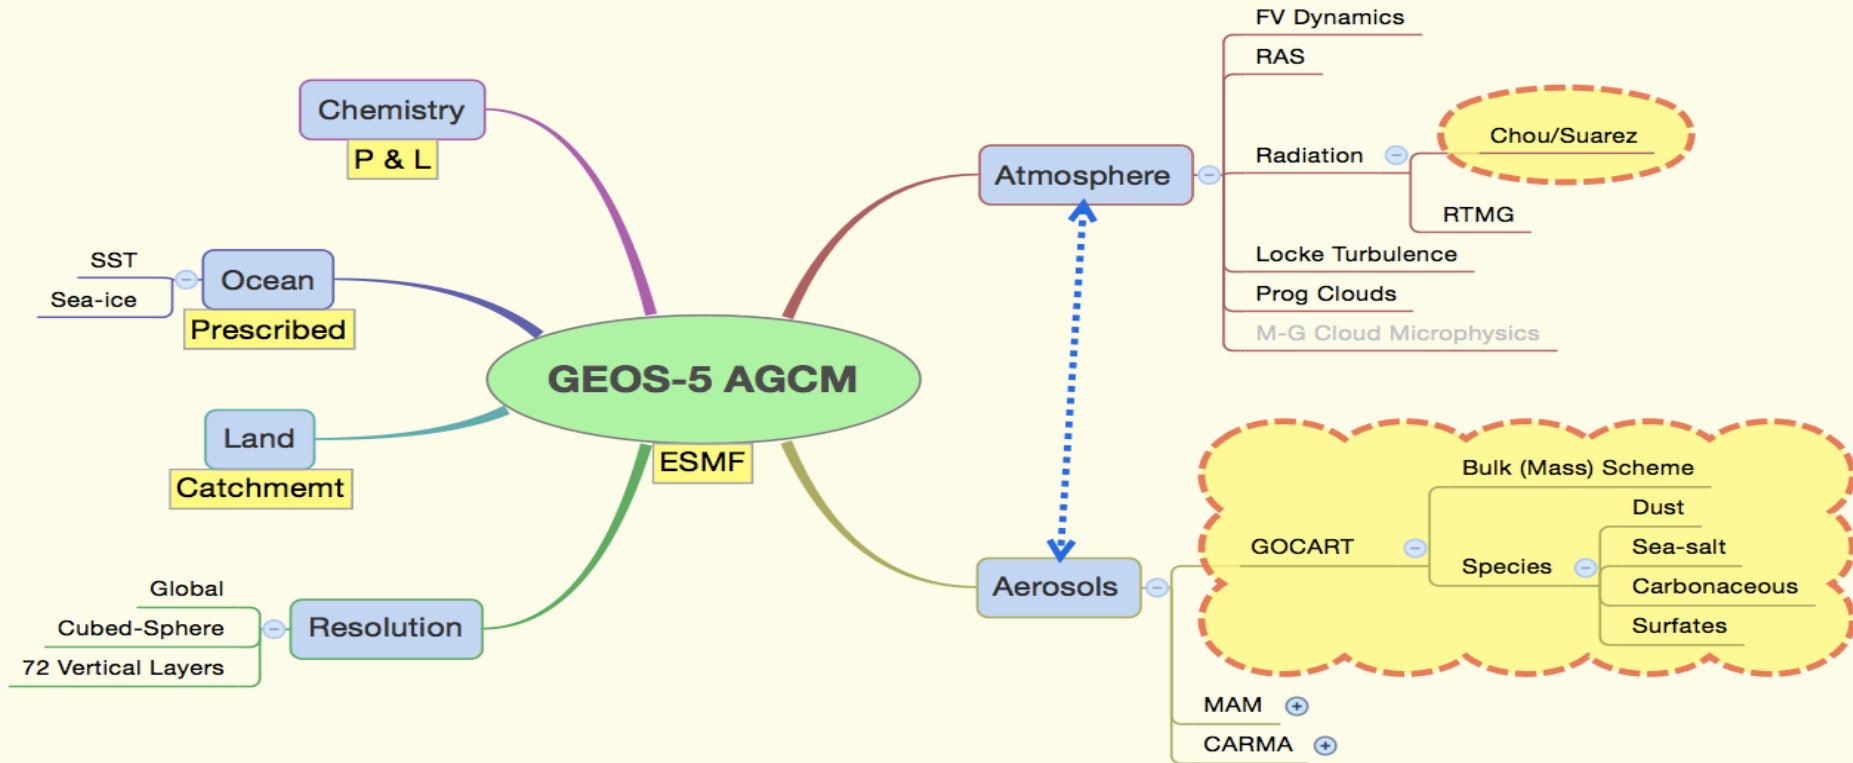 FV Dynamics
RAS
Chemistry
P & L
Chou/Suarez
Radiation
Atmosphere
RTMG
SST
Sea-ice
Ocean
Prescribed
Locke Turbulence
Prog Clouds
M-G Cloud Microphysics
GEOS-5 AGCM
ESMF
Land
Catchmemt
Bulk (Mass) Scheme
Dust
GOCART
Sea-salt
Species
Carbonaceous
Surfates
Aerosols
Global
Cubed-Sphere
72 Vertical Layers
Resolution
MAM
CARMA